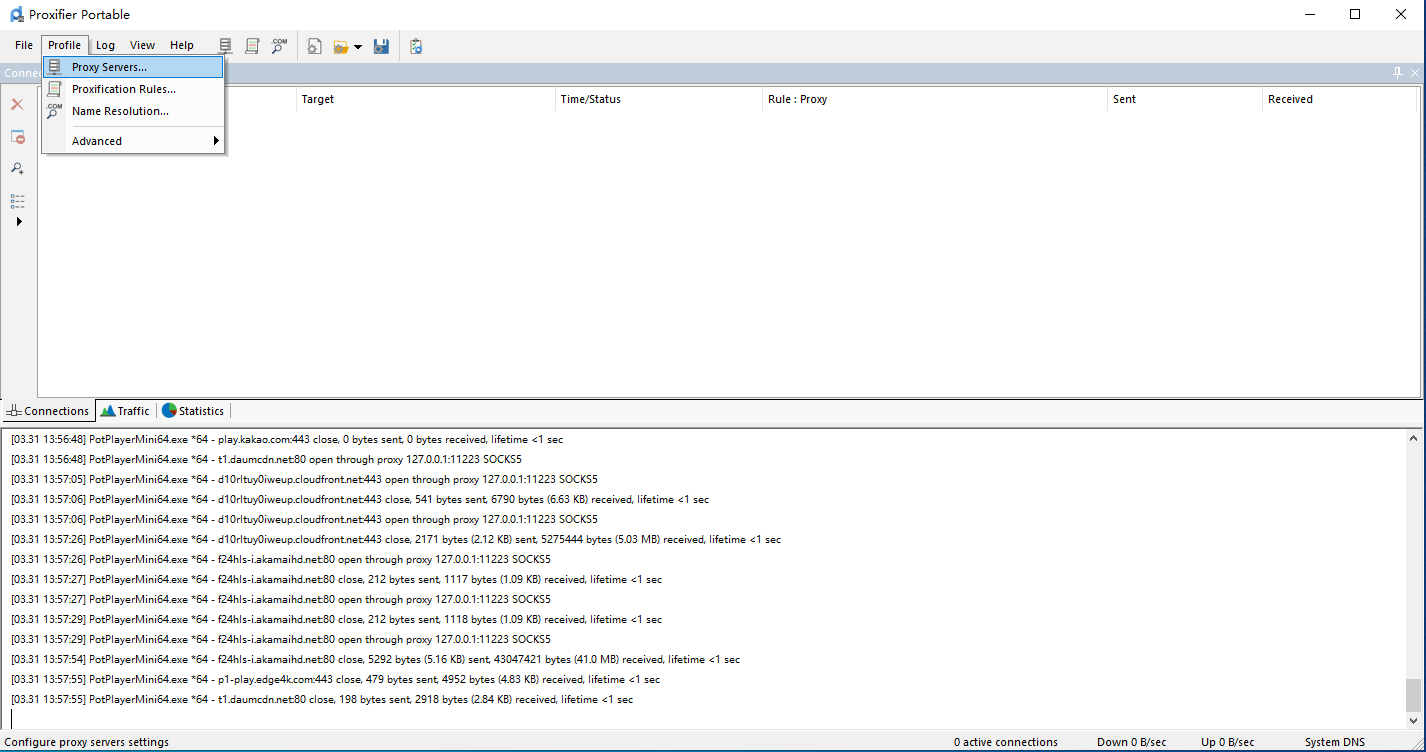 Proxifier Portable
File Profile Log View Help .COM
Connec
Proxy Servers...
Proxification Rules...
.COM Name Resolution...
Advanced
Target Time/Status Rule : Proxy Sent Received
Connections Traffic Statistics
[03.31 13:56:48] PotPlayerMini64.exe *64 - play.kakao.com:443 close, 0 bytes sent, 0 bytes received, lifetime <1 sec
[03.31 13:56:48] PotPlayerMini64.exe *64 - t1.daumcdn.net:80 open through proxy 127.0.0.1:11223 SOCKS5
[03.31 13:57:05] PotPlayerMini64.exe *64 - d10rltuy0iweup.cloudfront.net:443 open through proxy 127.0.0.1:11223 SOCKS5
[03.31 13:57:06] PotPlayerMini64.exe *64 - d10rltuy0iweup.cloudfront.net:443 close, 541 bytes sent, 6790 bytes (6.63 KB) received, lifetime <1 sec
[03.31 13:57:06] PotPlayerMini64.exe *64 - d10rltuy0iweup.cloudfront.net:443 open through proxy 127.0.0.1:11223 SOCKS5
[03.31 13:57:26] PotPlayerMini64.exe *64 - d10rltuy0iweup.cloudfront.net:443 close, 2171 bytes (2.12 KB) sent, 5275444 bytes (5.03 MB) received, lifetime <1 sec
[03.31 13:57:26] PotPlayerMini64.exe *64 - f24hls-i.akamaihd.net:80 open through proxy 127.0.0.1:11223 SOCKS5
[03.31 13:57:27] PotPlayerMini64.exe *64 - f24hls-i.akamaihd.net:80 close, 212 bytes sent, 1117 bytes (1.09 KB) received, lifetime <1 sec
[03.31 13:57:27] PotPlayerMini64.exe *64 - f24hls-i.akamaihd.net:80 open through proxy 127.0.0.1:11223 SOCKS5
[03.31 13:57:29] PotPlayerMini64.exe *64 - f24hls-i.akamaihd.net:80 close, 212 bytes sent, 1118 bytes (1.09 KB) received, lifetime <1 sec
[03.31 13:57:29] PotPlayerMini64.exe *64 - f24hls-i.akamaihd.net:80 open through proxy 127.0.0.1:11223 SOCKS5
[03.31 13:57:54] PotPlayerMini64.exe *64 - f24hls-i.akamaihd.net:80 close, 5292 bytes (5.16 KB) sent, 43047421 bytes (41.0 MB) received, lifetime <1 sec
[03.31 13:57:55] PotPlayerMini64.exe *64 - p1-play.edge4k.com:443 close, 479 bytes sent, 4952 bytes (4.83 KB) received, lifetime <1 sec
[03.31 13:57:55] PotPlayerMini64.exe *64 - t1.daumcdn.net:80 close, 198 bytes sent, 2918 bytes (2.84 KB) received, lifetime <1 sec
Configure proxy servers settings 0 active connections Down 0 B/sec Up 0 B/sec System DNS